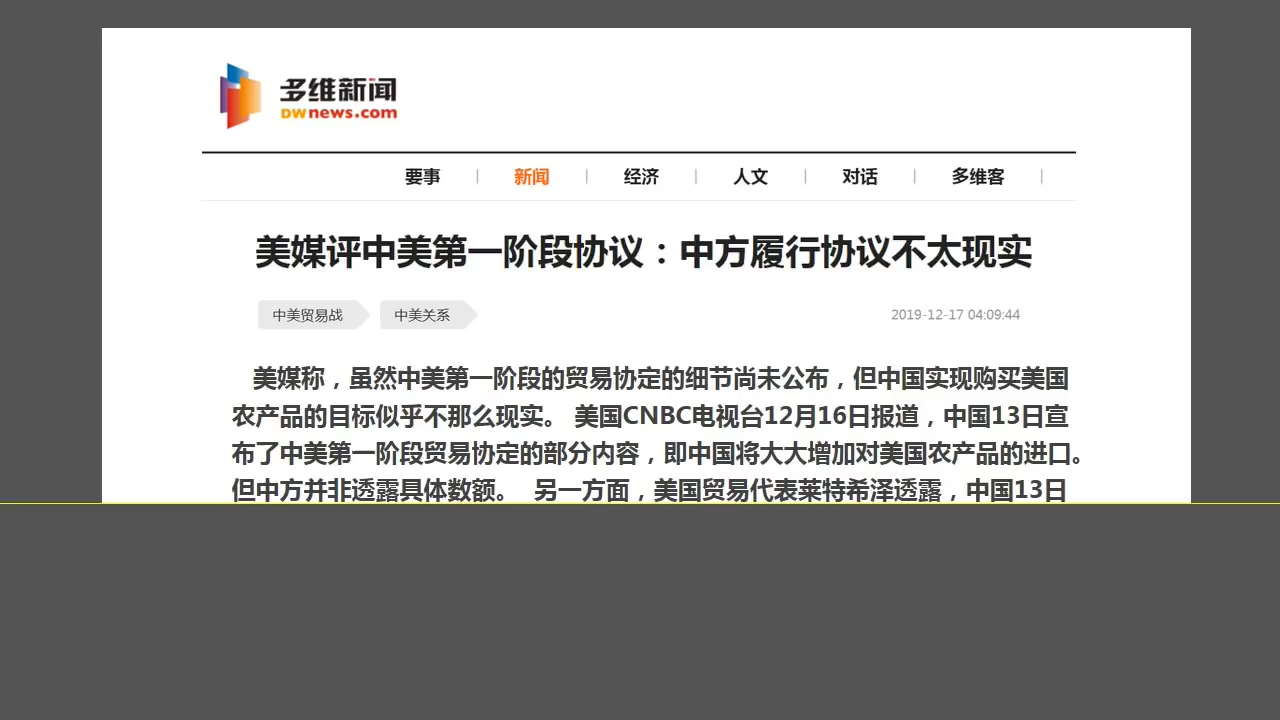 多维新闻
DWnews.com
要事 | 新闻 | 经济 | 人文 | 对话 | 多维客 |
美媒评中美第一阶段协议：中方履行协议不太现实
中美贸易战 中美关系 2019-12-17 04:09:44
美媒称，虽然中美第一阶段的贸易协定的细节尚未公布，但中国实现购买美国
农产品的目标似乎不那么现实。 美国CNBC电视台12月16日报道，中国13日宣
布了中美第一阶段贸易协定的部分内容，即中国将大大增加对美国农产品的进口。
但中方并非透露具体数额。 另一方面，美国贸易代表莱特希泽透露，中国13日